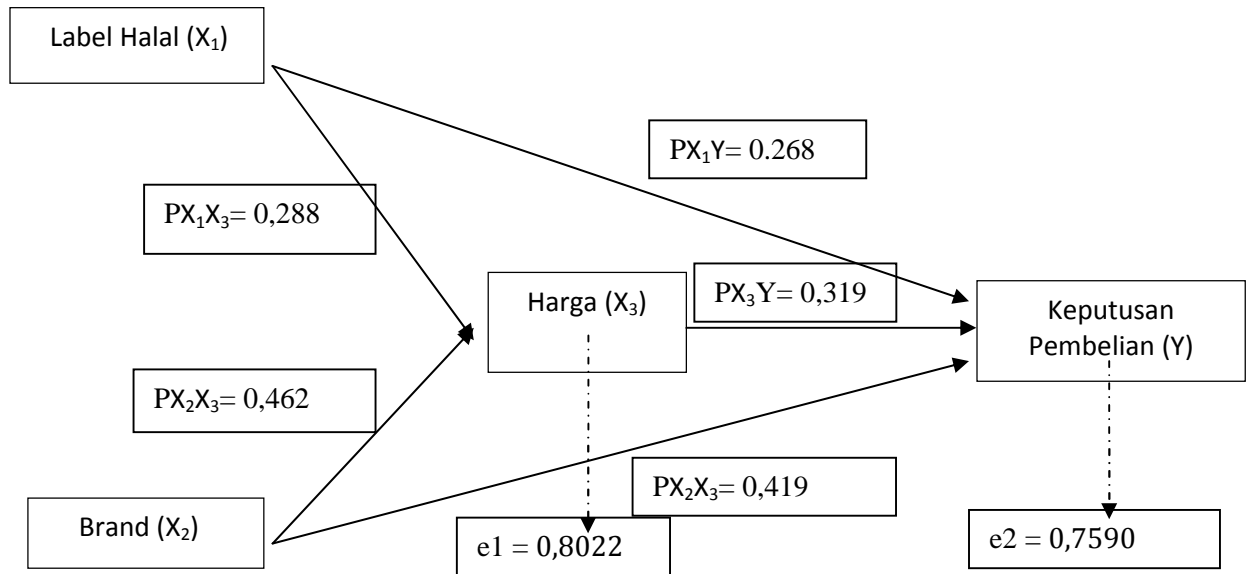 Label Halal (X₁)
PX₁Y= 0.268
PX₁X₃= 0,288
Harga (X₃)
PX₃Y= 0,319
Keputusan
Pembelian (Y)
PX₂X₃= 0,462
PX₂X₃= 0,419
Brand (X₂)
e1 = 0,8022
e2 = 0,7590